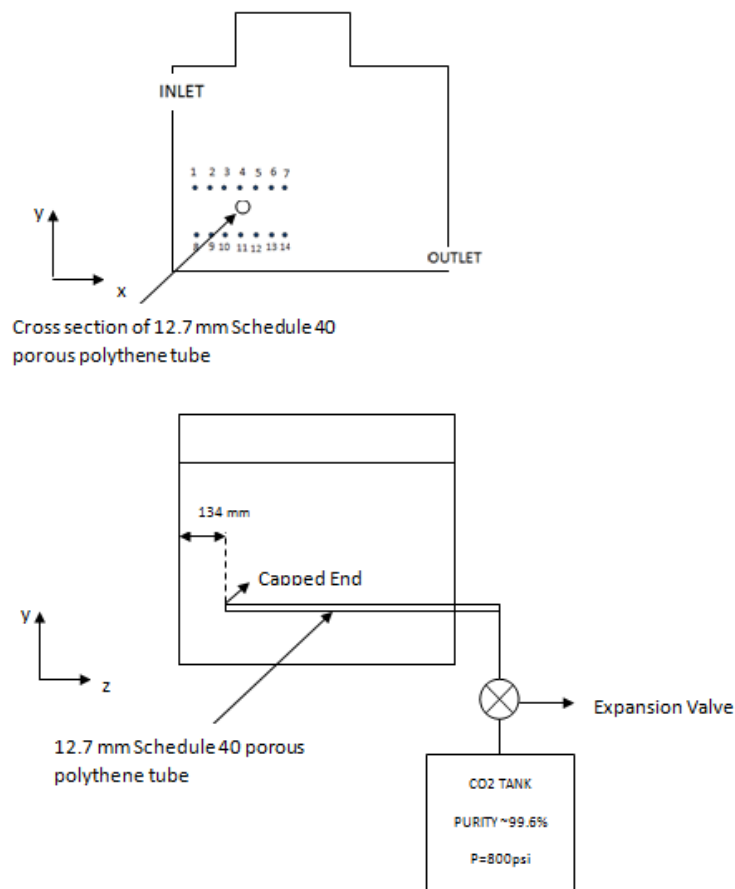 INLET
1 2 3 4 5 6 7
y
8 9 10 11 12 13 14
OUTLET
x
Cross section of 12.7 mm Schedule 40
porous polythene tube
134 mm
Capped End
y
z
Expansion Valve
12.7 mm Schedule 40 porous
polythene tube
CO2 TANK
PURITY ~99.6%
P=800psi